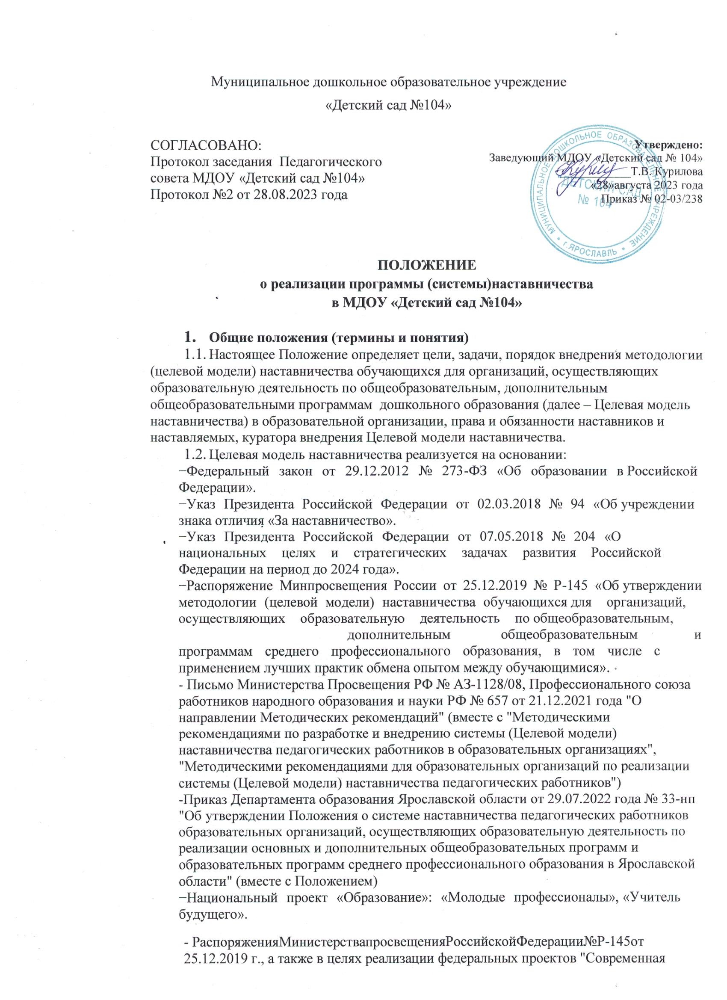 Муниципальное дошкольное образовательное учреждение
«Детский сад №104»
СОГЛАСОВАНО:
Протокол заседания Педагогического
совета МДОУ «Детский сад №104»
Протокол №2 от 28.08.2023 года
Утверждено:
Заведующий МДОУ «Детский сад № 104»
____________Т.В. Курилова
«28»августа 2023 года
Приказ № 02-03/238
МУНИЦИПАЛЬНОЕ ДОШКОЛЬНОЕ ОБРАЗОВАТЕЛЬНОЕ УЧРЕЖДЕНИЕ • г.ЯРОСЛАВЛЬ •
ДЕТСКИЙ САД
№ 104
ПОЛОЖЕНИЕ
о реализации программы (системы)наставничества
в МДОУ «Детский сад №104»
1. Общие положения (термины и понятия)
1.1. Настоящее Положение определяет цели, задачи, порядок внедрения методологии
(целевой модели) наставничества обучающихся для организаций, осуществляющих
образовательную деятельность по общеобразовательным, дополнительным
общеобразовательными программам дошкольного образования (далее – Целевая модель
наставничества) в образовательной организации, права и обязанности наставников и
наставляемых, куратора внедрения Целевой модели наставничества.
1.2. Целевая модель наставничества реализуется на основании:
−Федеральный закон от 29.12.2012 № 273-ФЗ «Об образовании в Российской
Федерации».
−Указ Президента Российской Федерации от 02.03.2018 № 94 «Об учреждении
знака отличия «За наставничество».
−Указ Президента Российской Федерации от 07.05.2018 № 204 «О
национальных целях и стратегических задачах развития Российской
Федерации на период до 2024 года».
−Распоряжение Минпросвещения России от 25.12.2019 № Р-145 «Об утверждении
методологии (целевой модели) наставничества обучающихся для организаций,
осуществляющих образовательную деятельность по общеобразовательным,
дополнительным общеобразовательным и
программам среднего профессионального образования, в том числе с
применением лучших практик обмена опытом между обучающимися».
- Письмо Министерства Просвещения РФ № АЗ-1128/08, Профессионального союза
работников народного образования и науки РФ № 657 от 21.12.2021 года "О
направлении Методических рекомендаций" (вместе с "Методическими
рекомендациями по разработке и внедрению системы (Целевой модели)
наставничества педагогических работников в образовательных организациях",
"Методическими рекомендациями для образовательных организаций по реализации
системы (Целевой модели) наставничества педагогических работников")
-Приказ Департамента образования Ярославской области от 29.07.2022 года № 33-нп
"Об утверждении Положения о системе наставничества педагогических работников
образовательных организаций, осуществляющих образовательную деятельность по
реализации основных и дополнительных общеобразовательных программ и
образовательных программ среднего профессионального образования в Ярославской
области" (вместе с Положением)
−Национальный проект «Образование»: «Молодые профессионалы», «Учитель
будущего».
- РаспоряженияМинистерствапросвещенияРоссийскойФедерации№Р-145от
25.12.2019 г., а также в целях реализации федеральных проектов "Современная